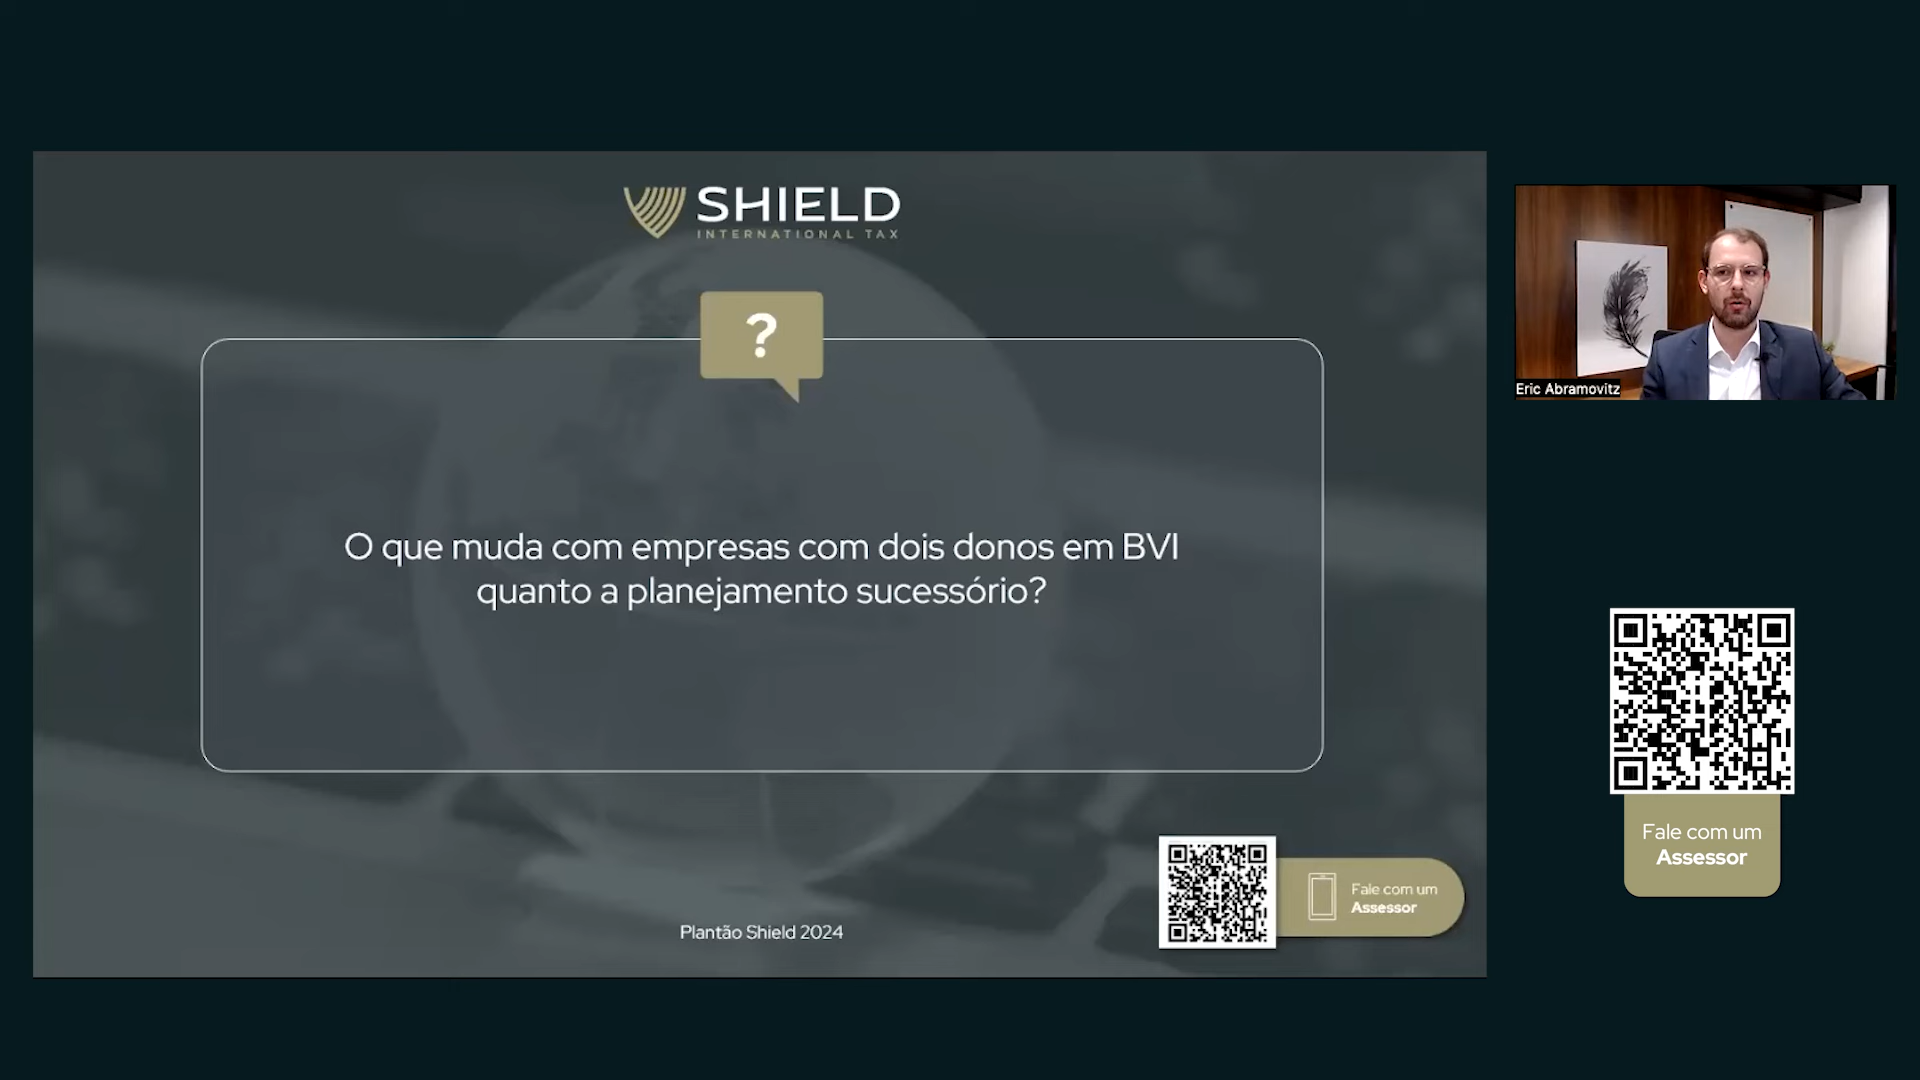 SHIELD
INTERNATIONAL TAX
?
O que muda com empresas com dois donos em BVI
quanto a planejamento sucessório?
Plantão Shield 2024
Fale com um
Assessor
Eric Abramovitz
Fale com um
Assessor